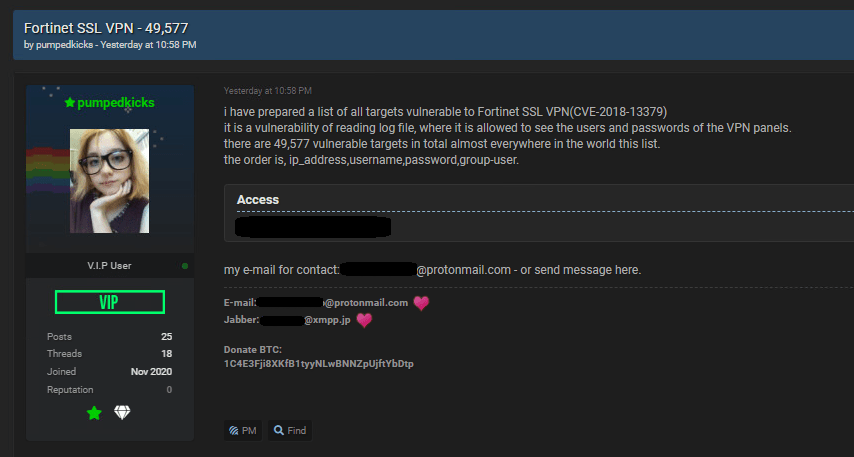 Fortinet SSL VPN - 49,577
by pumpedkicks - Yesterday at 10:58 PM
pumpedkicks
V.I.P User
VIP
Posts 25
Threads 18
Joined Nov 2020
Reputation 0
Yesterday at 10:58 PM
i have prepared a list of all targets vulnerable to Fortinet SSL VPN(CVE-2018-13379)
it is a vulnerability of reading log file, where it is allowed to see the users and passwords of the VPN panels.
there are 49,577 vulnerable targets in total almost everywhere in the world this list.
the order is, ip_address,username,password,group-user.
Access
my e-mail for contact: @protonmail.com - or send message here.
E-mail: @protonmail.com
Jabber: @xmpp.jp
Donate BTC:
1C4E3Fji8XKfB1tyyNLwBNNZpUjftYbDtp
PM Find